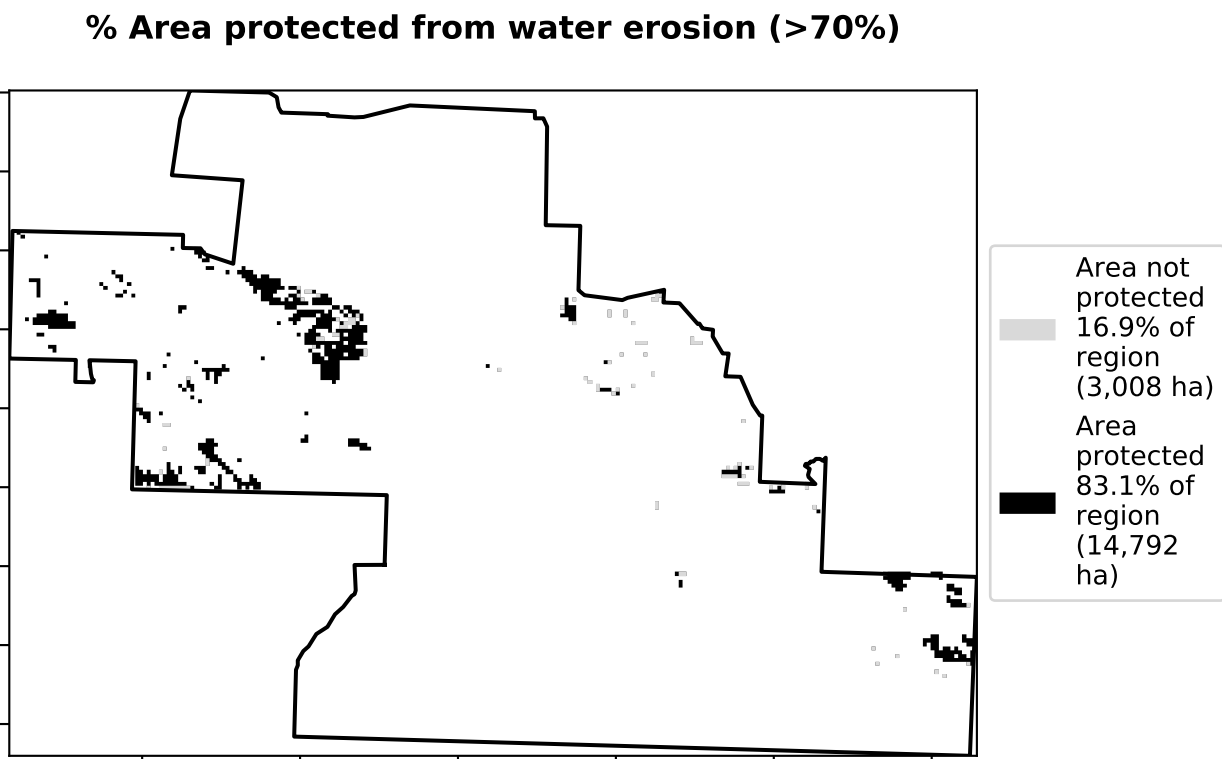 % Area protected from water erosion (>70%)
Area not
protected
16.9% of
region
(3,008 ha)
Area
protected
83.1% of
region
(14,792
ha)